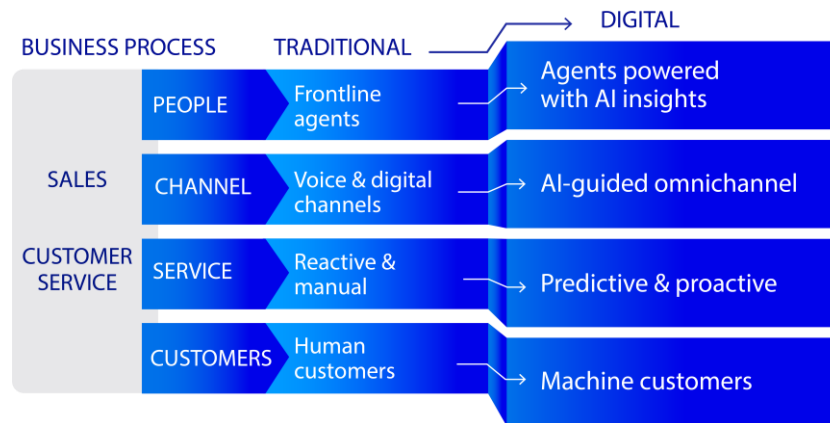 DIGITAL
BUSINESS PROCESS
TRADITIONAL
SALES
CUSTOMER
SERVICE
PEOPLE
Frontline
agents
Agents powered
with AI insights
CHANNEL
Voice & digital
channels
AI-guided omnichannel
SERVICE
Reactive &
manual
Predictive & proactive
CUSTOMERS
Human
customers
Machine customers